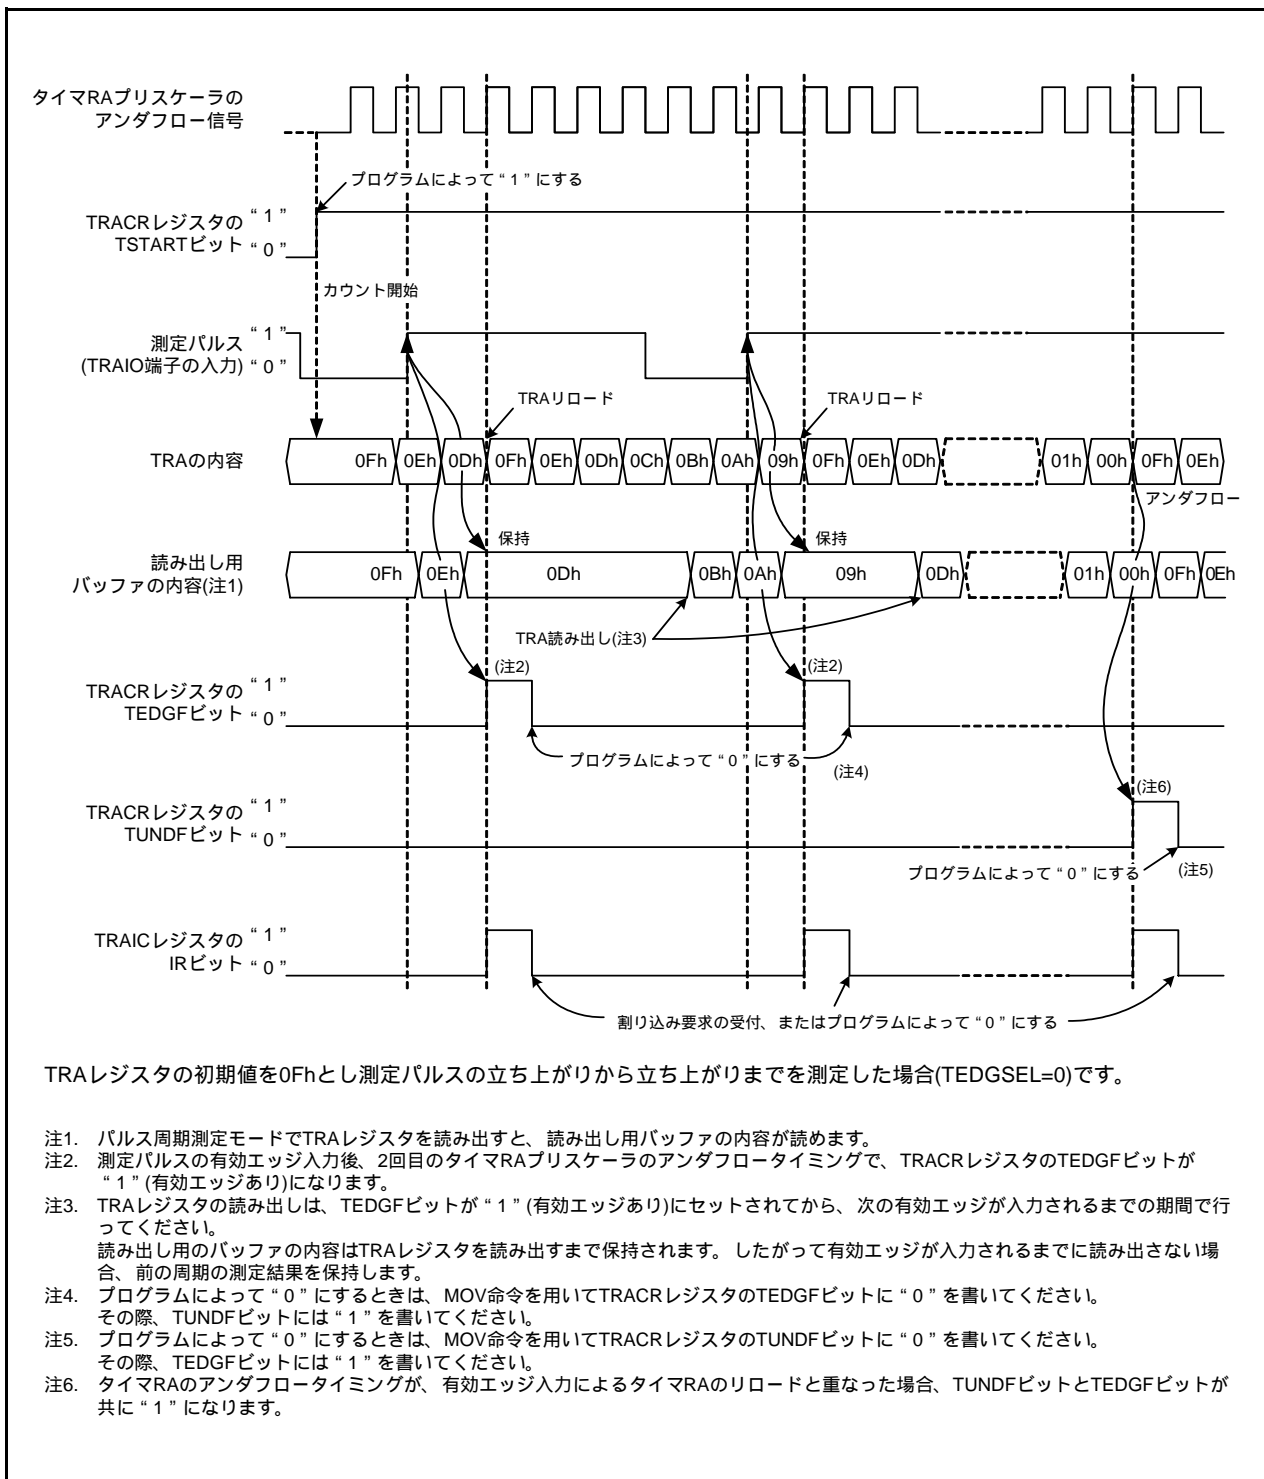 タイマRAプリスケーラの
アンダフロー信号
プログラムによって“1”にする
TRACRレジスタの
TSTARTビット
“1”
“0”
カウント開始
測定パルス
(TRAIO端子の入力)
“1”
“0”
TRAリロード
TRAリロード
TRAの内容
0Fh 0Eh 0Dh 0Fh 0Eh 0Dh 0Ch 0Bh 0Ah 09h 0Fh 0Eh 0Dh 01h 00h 0Fh 0Eh
アンダフロー
保持
保持
読み出し用
バッファの内容(注1)
0Fh 0Eh 0Dh 0Bh 0Ah 09h 0Dh 01h 00h 0Fh 0Eh
TRA読み出し(注3)
(注2)
(注2)
TRACRレジスタの
TEDGFビット
“1”
“0”
プログラムによって“0”にする
(注4)
(注6)
TRACRレジスタの
TUNDFビット
“1”
“0”
プログラムによって“0”にする
(注5)
TRAICレジスタの
IRビット
“1”
“0”
割り込み要求の受付、またはプログラムによって“0”にする
TRAレジスタの初期値を0Fhとし測定パルスの立ち上がりから立ち上がりまでを測定した場合(TEDGSEL=0)です。
注1. パルス周期測定モードでTRAレジスタを読み出すと、読み出し用バッファの内容が読めます。
注2. 測定パルスの有効エッジ入力後、2回目のタイマRAプリスケーラのアンダフロータイミングで、TRACRレジスタのTEDGFビットが
“1”(有効エッジあり)になります。
注3. TRAレジスタの読み出しは、TEDGFビットが“1”(有効エッジあり)にセットされてから、次の有効エッジが入力されるまでの期間で行
ってください。
読み出し用のバッファの内容はTRAレジスタを読み出すまで保持されます。したがって有効エッジが入力されるまでに読み出さない場
合、前の周期の測定結果を保持します。
注4. プログラムによって“0”にするときは、MOV命令を用いてTRACRレジスタのTEDGFビットに“0”を書いてください。
その際、TUNDFビットには“1”を書いてください。
注5. プログラムによって“0”にするときは、MOV命令を用いてTRACRレジスタのTUNDFビットに“0”を書いてください。
その際、TEDGFビットには“1”を書いてください。
注6. タイマRAのアンダフロータイミングが、有効エッジ入力によるタイマRAのリロードと重なった場合、TUNDFビットとTEDGFビットが
共に“1”になります。